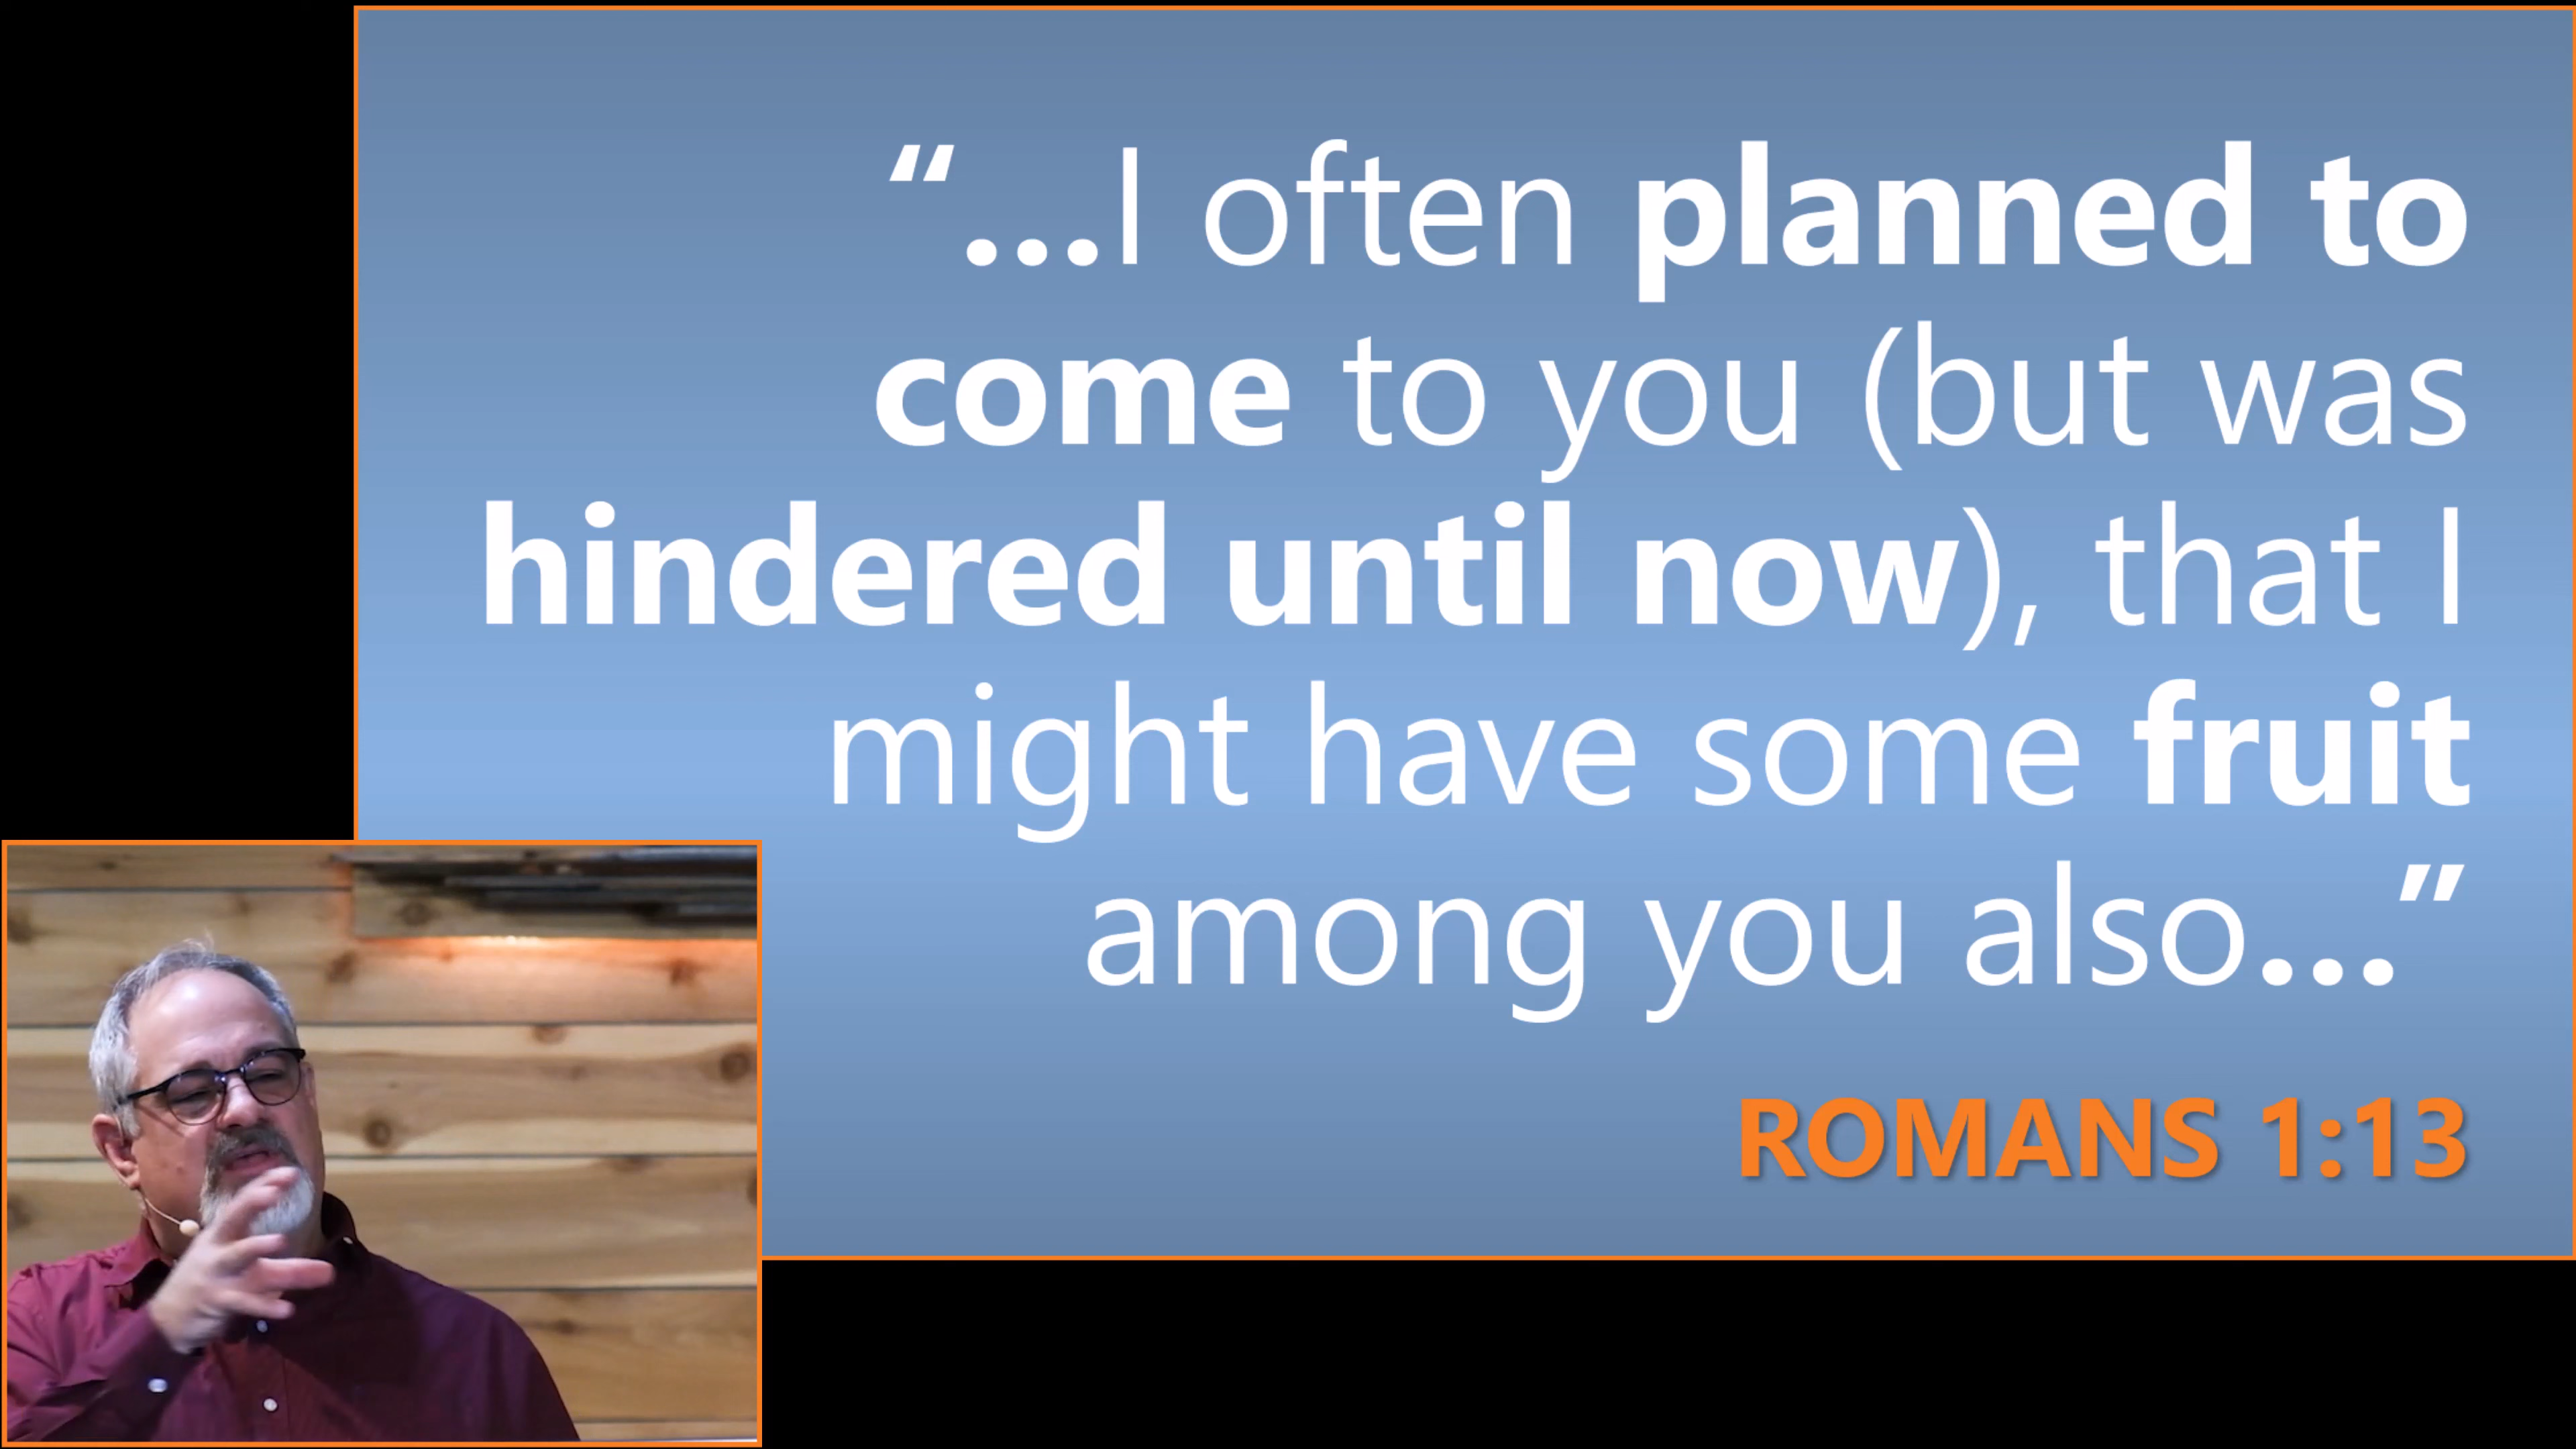 “...I often planned to
come to you (but was
hindered until now), that I
might have some fruit
among you also...”
ROMANS 1:13